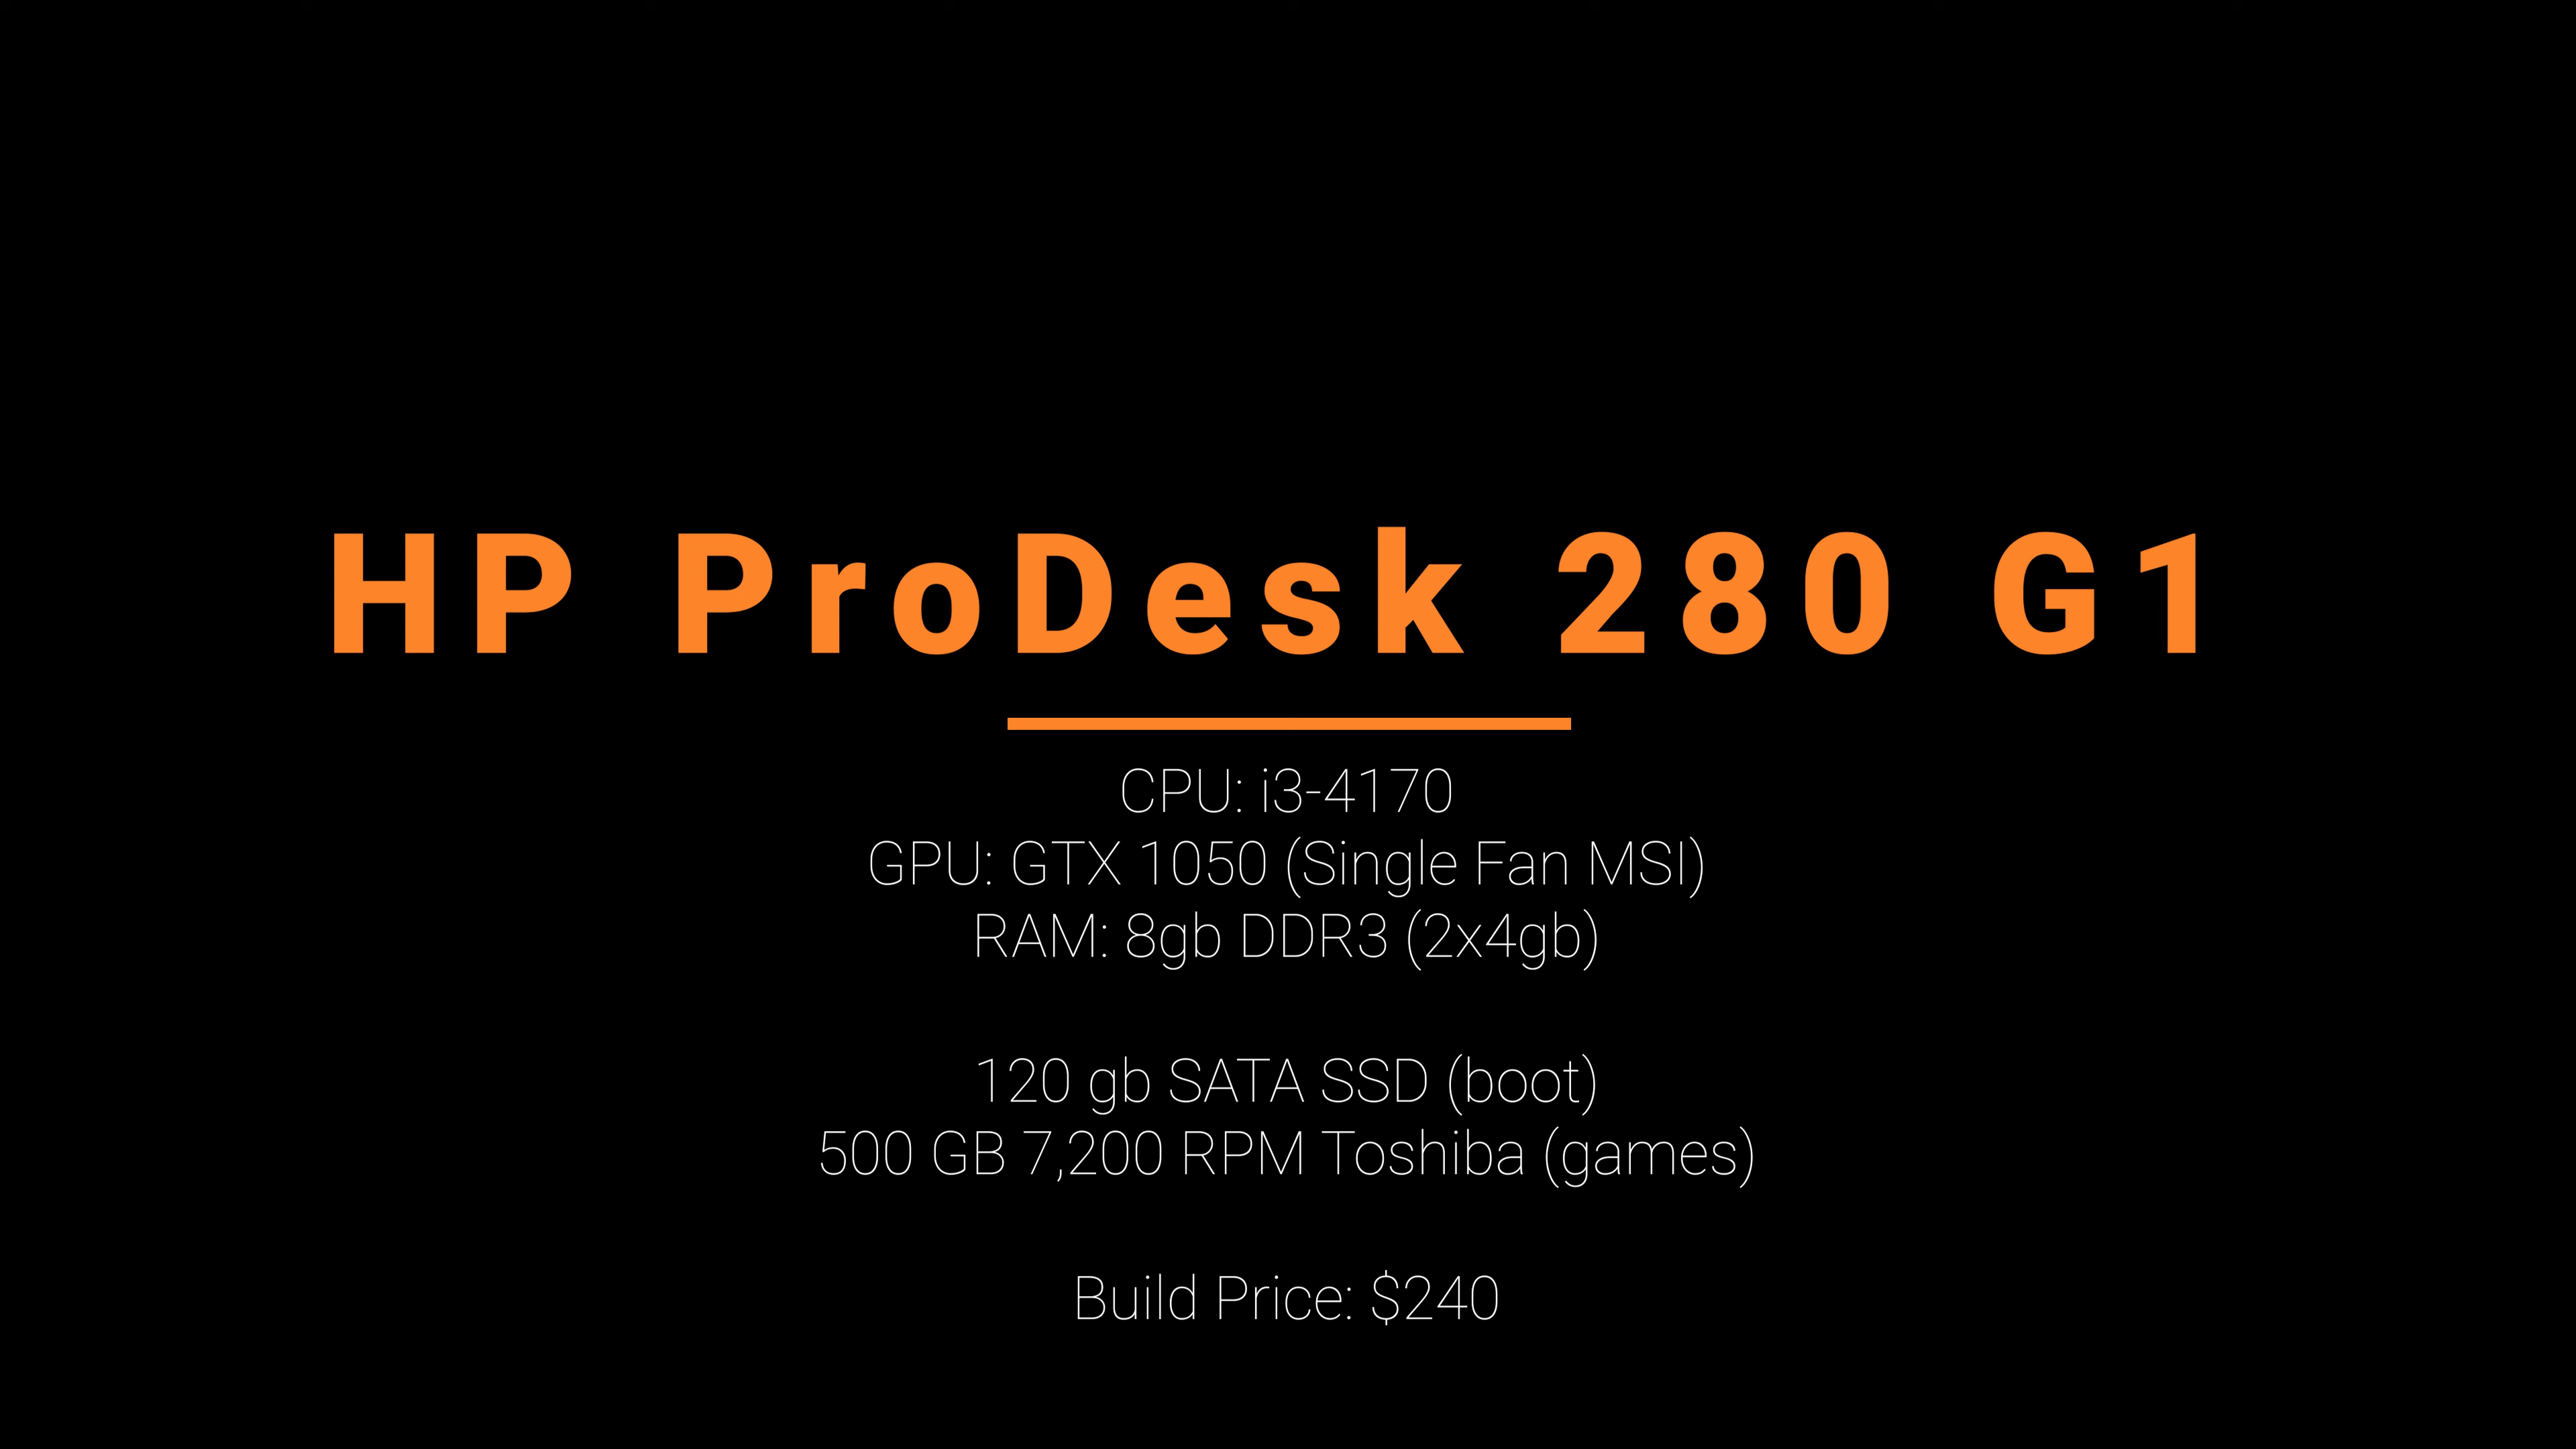 HP ProDesk 280 G1
CPU: i3-4170
GPU: GTX 1050 (Single Fan MSI)
RAM: 8gb DDR3 (2x4gb)
120 gb SATA SSD (boot)
500 GB 7,200 RPM Toshiba (games)
Build Price: $240